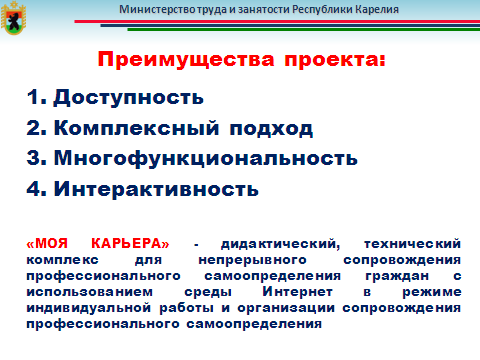 Министерство труда и занятости Республики Карелия
Преимущества проекта:
1. Доступность
2. Комплексный подход
3. Многофункциональность
4. Интерактивность
«МОЯ КАРЬЕРА» - дидактический, технический
комплекс для непрерывного сопровождения
профессионального самоопределения граждан с
использованием среды Интернет в режиме
индивидуальной работы и организации сопровождения
профессионального самоопределения